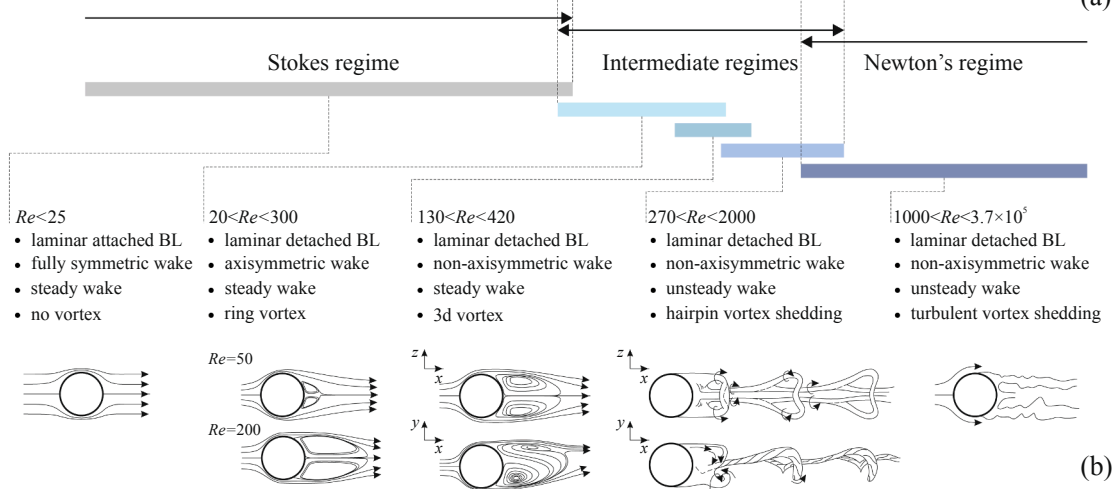 (a)
Stokes regime
Intermediate regimes
Newton's regime
Re<25
• laminar attached BL
• fully symmetric wake
• steady wake
• no vortex
20<Re<300
• laminar detached BL
• axisymmetric wake
• steady wake
• ring vortex
130<Re<420
• laminar detached BL
• non-axisymmetric wake
• steady wake
• 3d vortex
270<Re<2000
• laminar detached BL
• non-axisymmetric wake
• unsteady wake
• hairpin vortex shedding
1000<Re<3.7×10⁵
• laminar detached BL
• non-axisymmetric wake
• unsteady wake
• turbulent vortex shedding
Re=50
z
x
z
x
Re=200
y
x
y
x
(b)